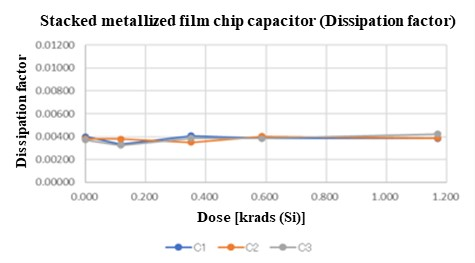 Stacked metallized film chip capacitor (Dissipation factor)
Dissipation factor
0.01200
0.01000
0.00800
0.00600
0.00400
0.00200
0.00000
0.000 0.200 0.400 0.600 0.800 1.000 1.200
Dose [krads (Si)]
C1 C2 C3